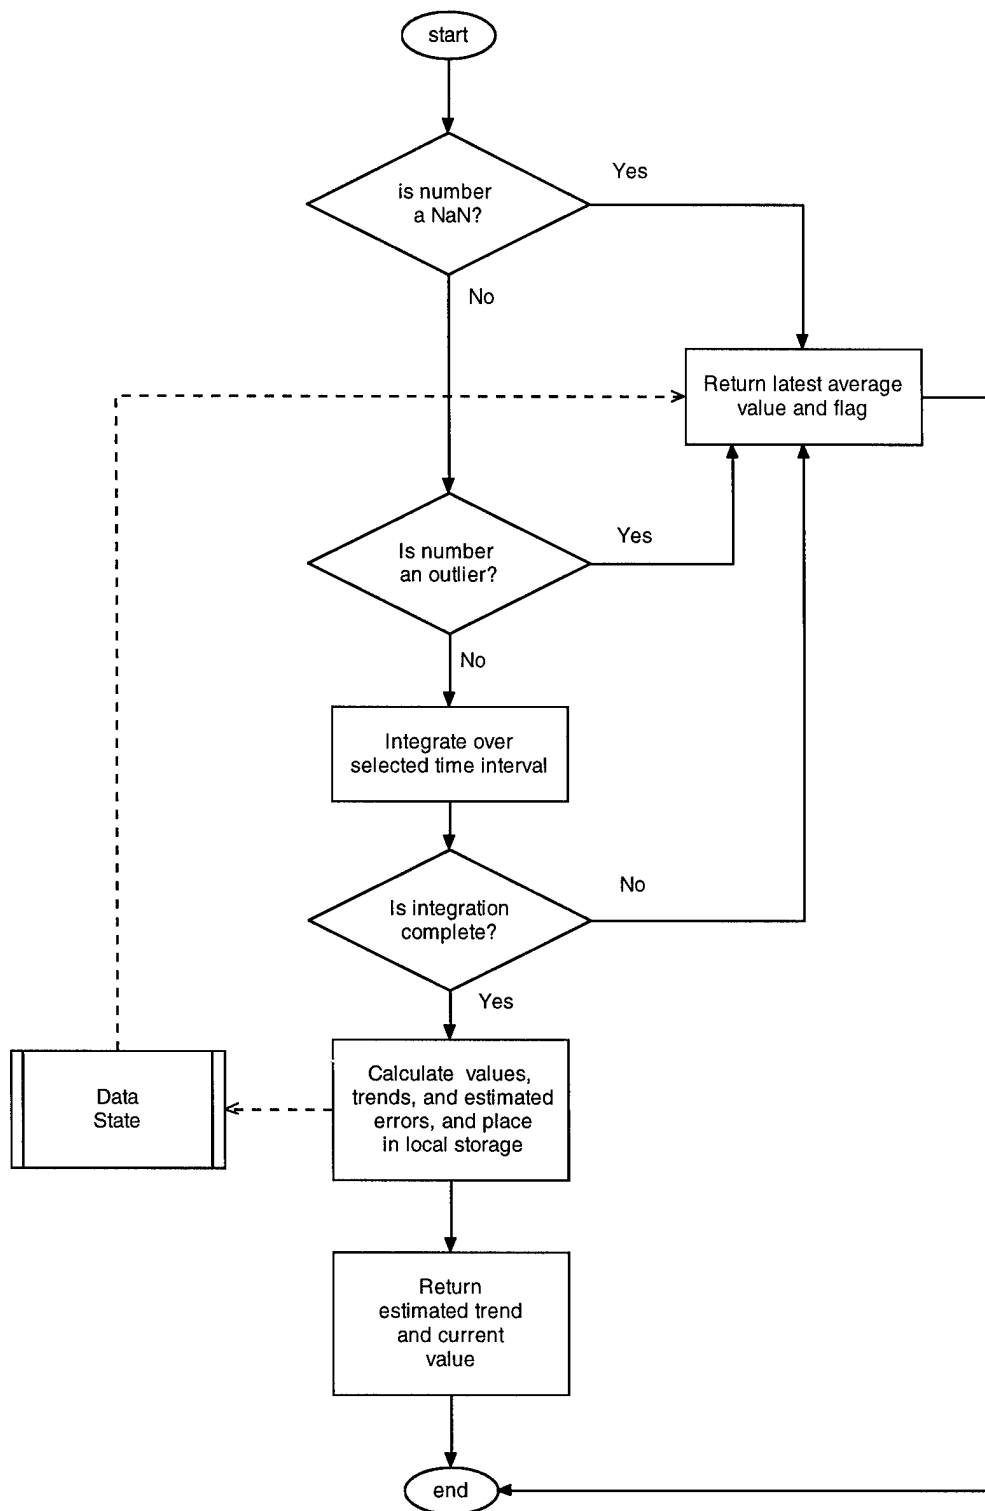 start
is number
a NaN?
Yes
No
Return latest average
value and flag
Is number
an outlier?
Yes
No
Integrate over
selected time interval
Is integration
complete?
No
Yes
Data
State
Calculate values,
trends, and estimated
errors, and place
in local storage
Return
estimated trend
and current
value
end